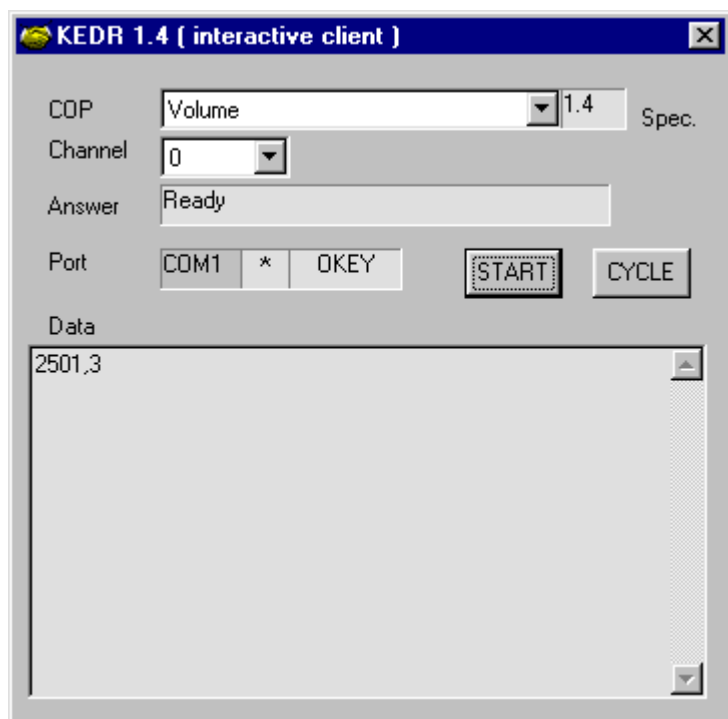 KEDR 1.4 ( interactive client )
COP Volume 1.4 Spec.
Channel 0
Answer Ready
Port COM1 * OKEY START CYCLE
Data
2501,3